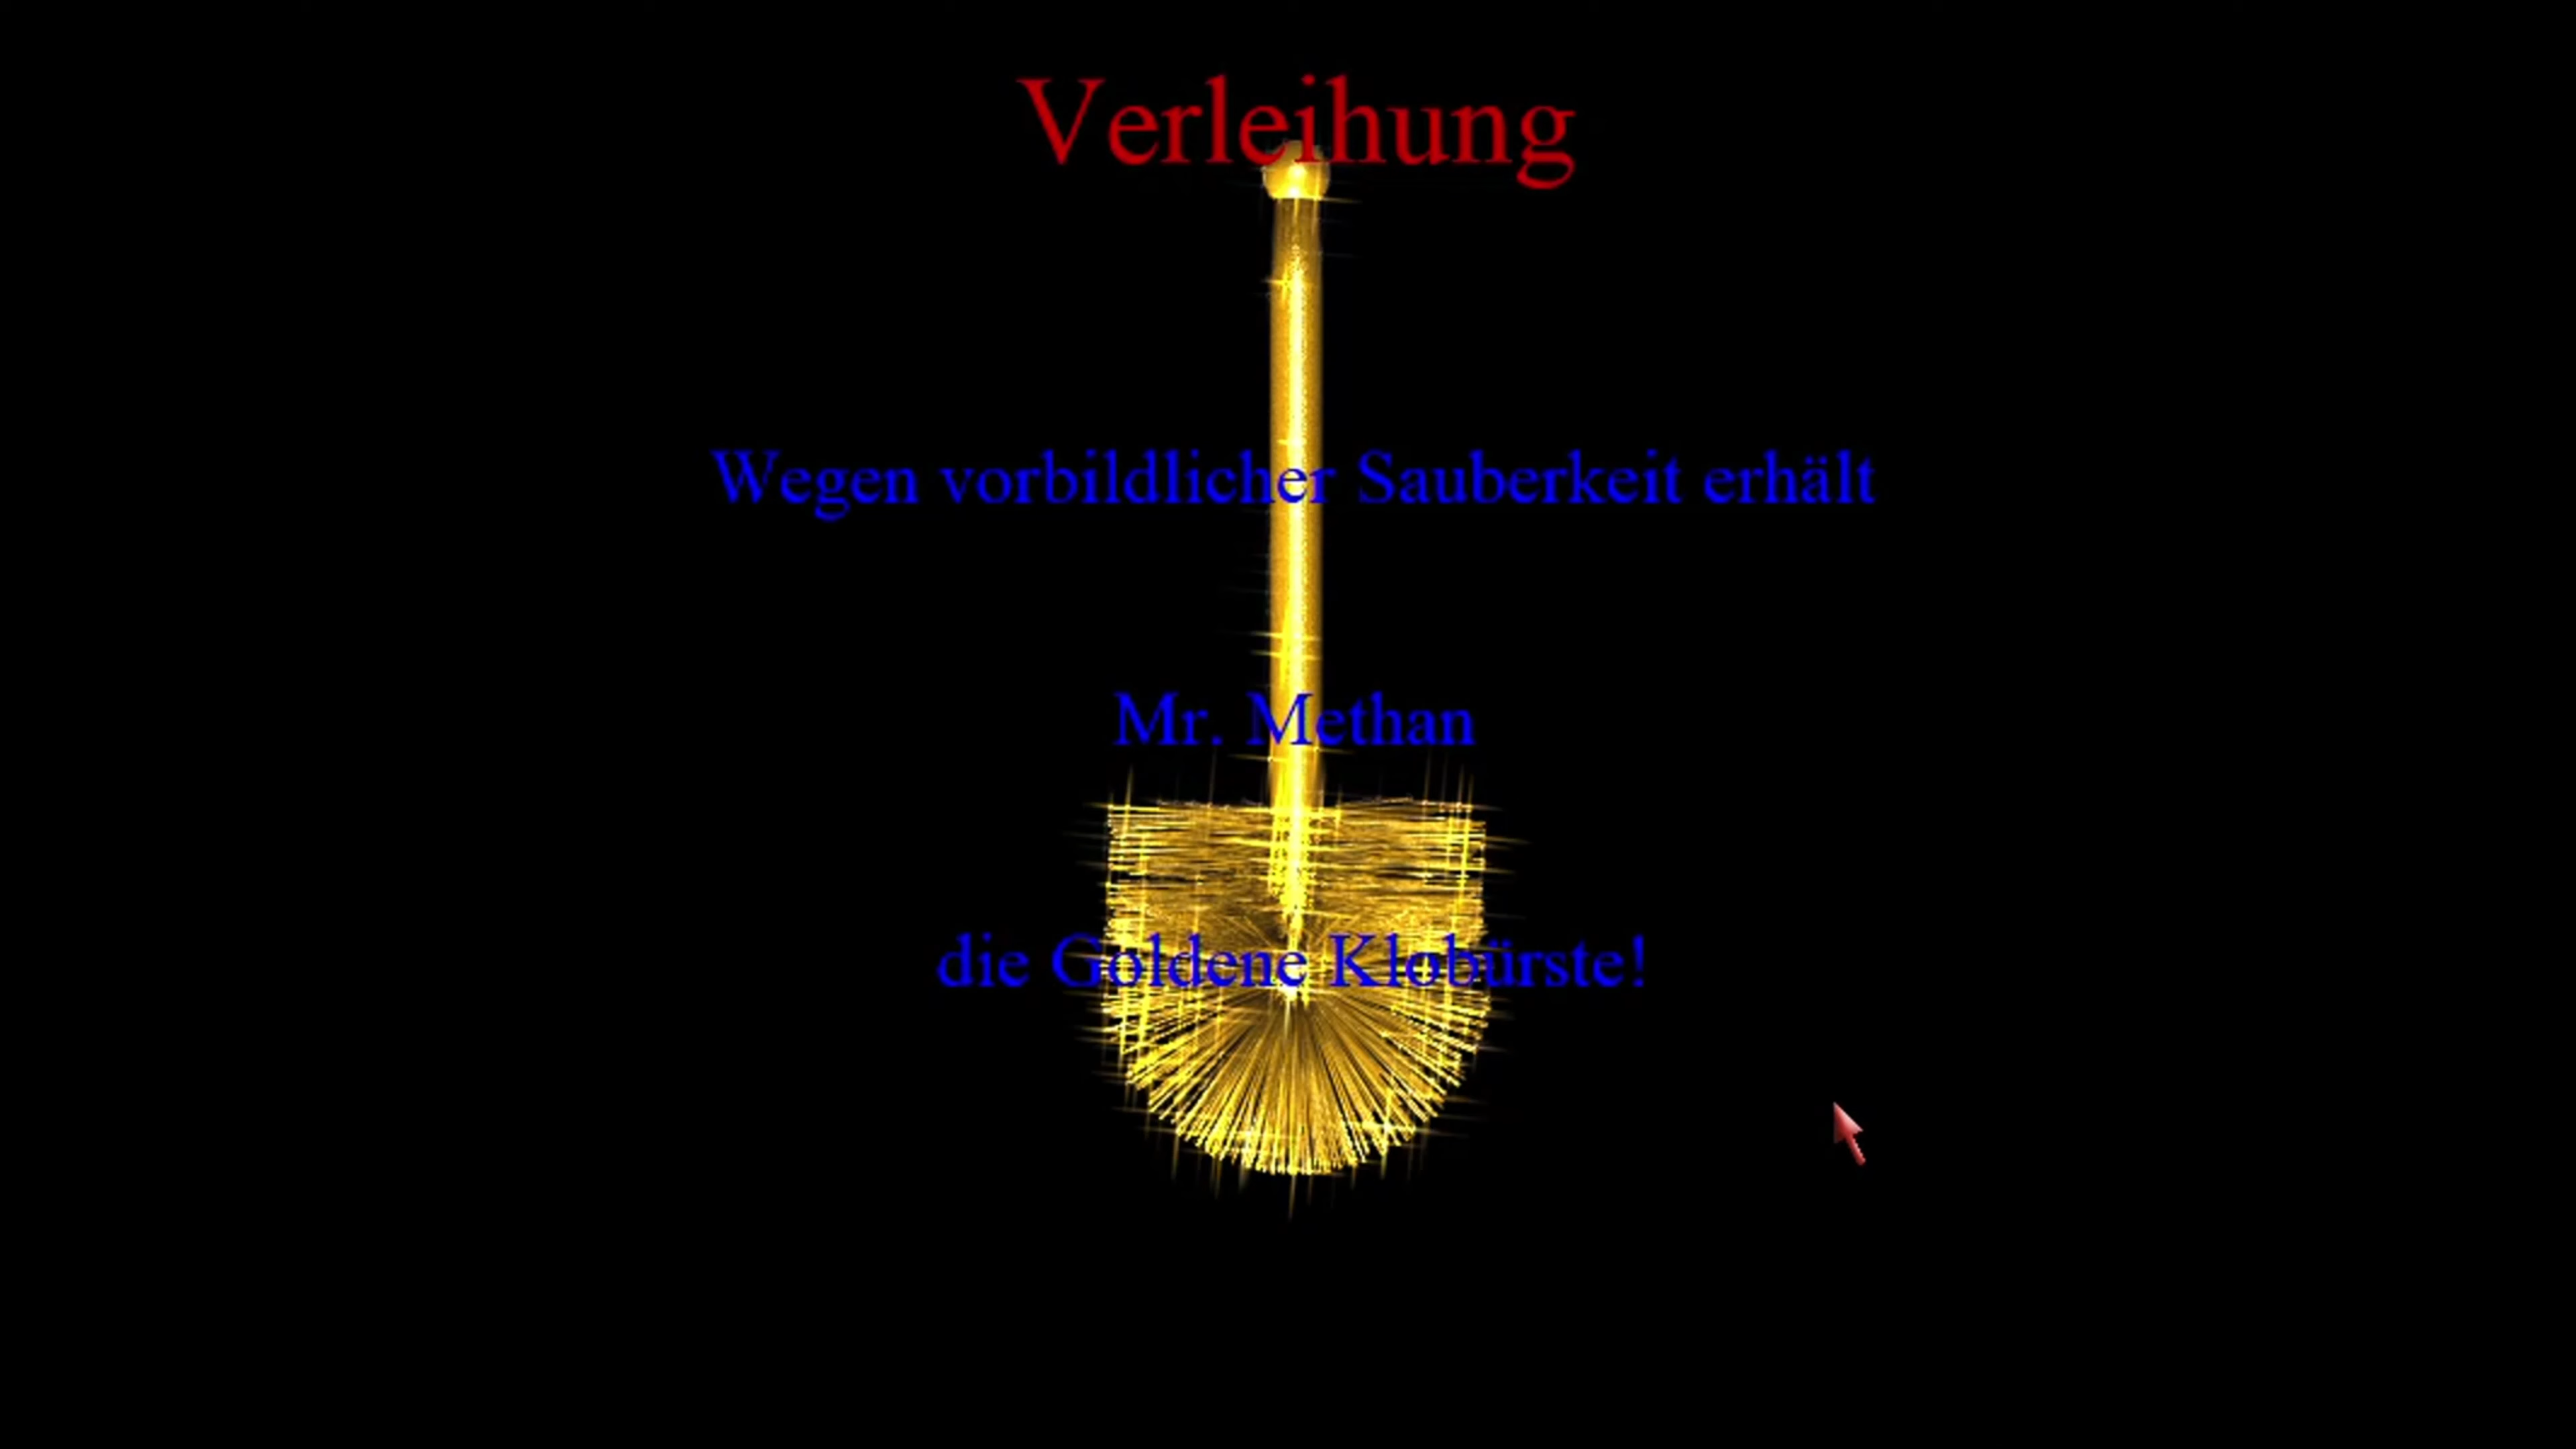 Verleihung
Wegen vorbildlicher Sauberkeit erhält
Mr. Methan
die Goldene Klobürste!